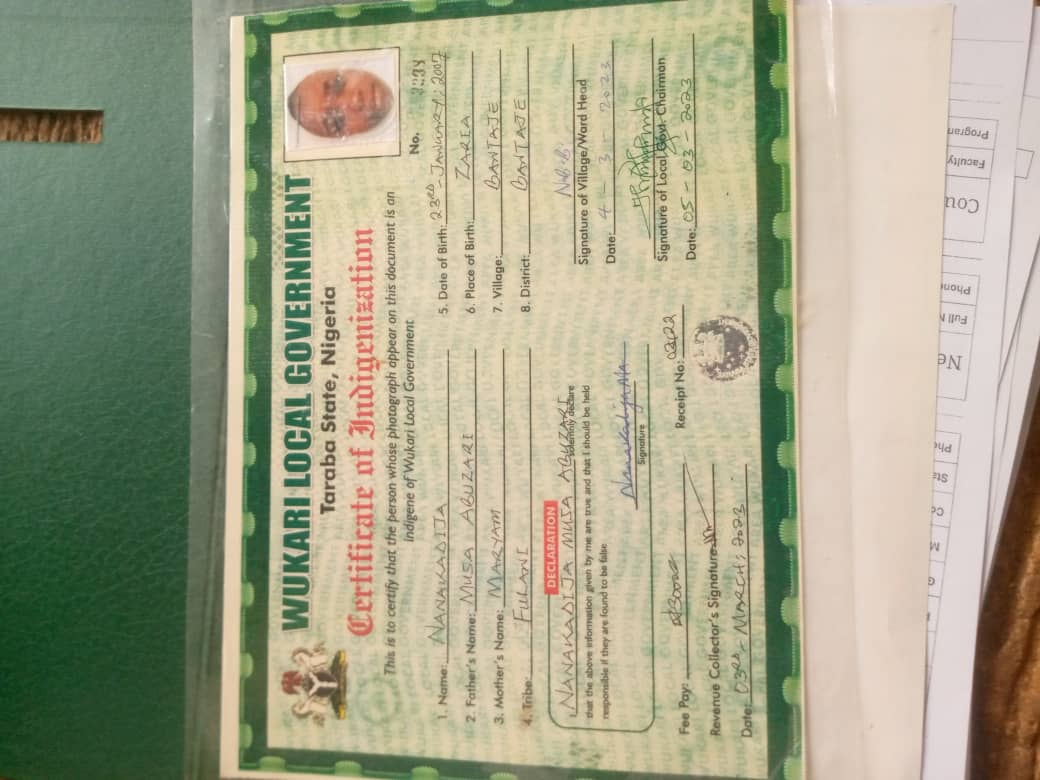 WUKARI LOCAL GOVERNMENT
Taraba State, Nigeria
Certificate of Indigenization
This is to certify that the person whose photograph appear on this document is an
Indigene of Wukari Local Government
No.
1. Name: NANAKADIJA
2. Father's Name: MUSA ABUZARI
3. Mother's Name: MARYAM
4. Tribe: FULANI
5. Date of Birth: 23RD - JANUARY; 2007
6. Place of Birth: ZARIA
7. Village: BANTAJE
8. District: BANTAJE
DECLARATION
I, NANAKADIJA MUSA ABUZARI solemnly declare
that the above information given by me are true and that I should be held
responsible if they are found to be false
Signature
Signature of Village/Ward Head
Date: 4 - 3 - 2023
Fee Pay:
Receipt No:
Revenue Collector's Signature
Date: 03RD - MARCH; 2023
Signature of Local Govt. Chairman
Date: 05 - 03 - 2023
Program
Faculty
Cou
Phone
Full N
Ne
Pho
Sta
Co
M